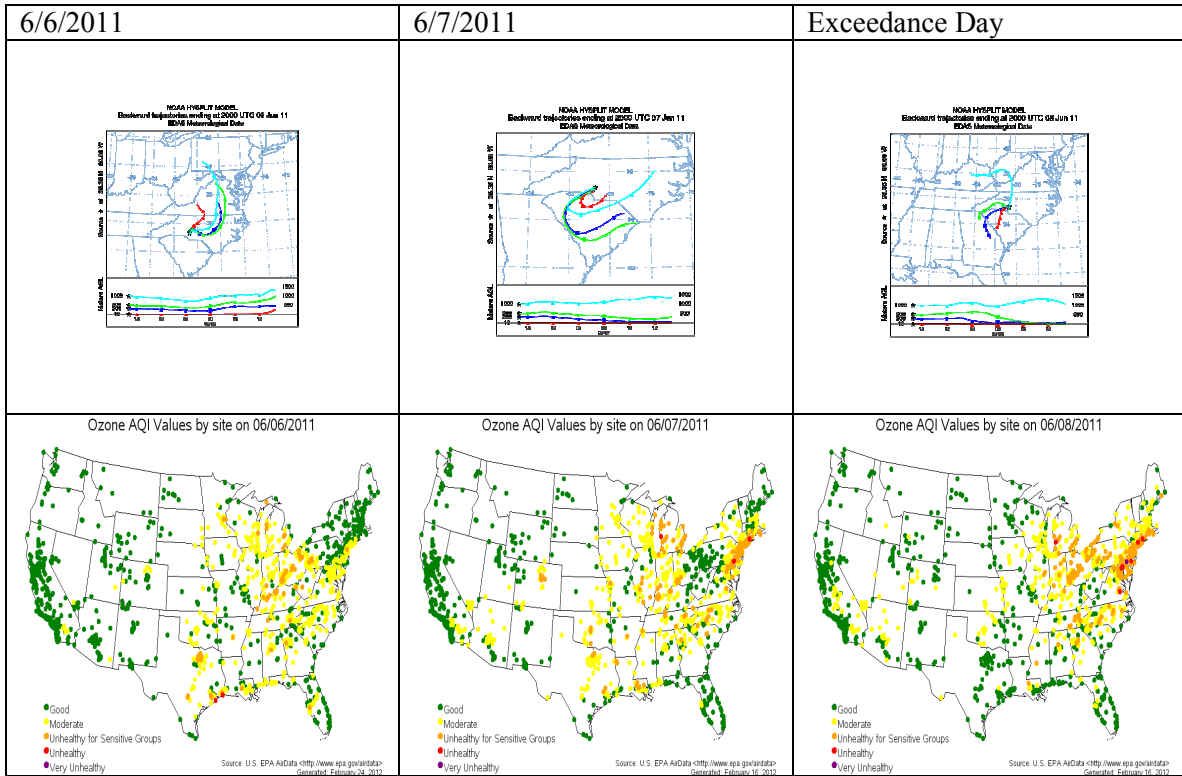 6/6/2011
6/7/2011
Exceedance Day
NOAA HYSPLIT MODEL
Backward trajectories ending at 2000 UTC 06 Jun 11
EDAS Meteorological Data
Meters AGL
NOAA HYSPLIT MODEL
Backward trajectories ending at 2000 UTC 07 Jun 11
EDAS Meteorological Data
Meters AGL
NOAA HYSPLIT MODEL
Backward trajectories ending at 2000 UTC 08 Jun 11
EDAS Meteorological Data
Meters AGL
Ozone AQI Values by site on 06/06/2011
Good
Moderate
Unhealthy for Sensitive Groups
Unhealthy
Very Unhealthy
Source: U.S. EPA AirData <http://www.epa.gov/airdata>
Generated: February 24, 2012
Ozone AQI Values by site on 06/07/2011
Good
Moderate
Unhealthy for Sensitive Groups
Unhealthy
Very Unhealthy
Source: U.S. EPA AirData <http://www.epa.gov/airdata>
Generated: February 16, 2012
Ozone AQI Values by site on 06/08/2011
Good
Moderate
Unhealthy for Sensitive Groups
Unhealthy
Very Unhealthy
Source: U.S. EPA AirData <http://www.epa.gov/airdata>
Generated: February 16, 2012